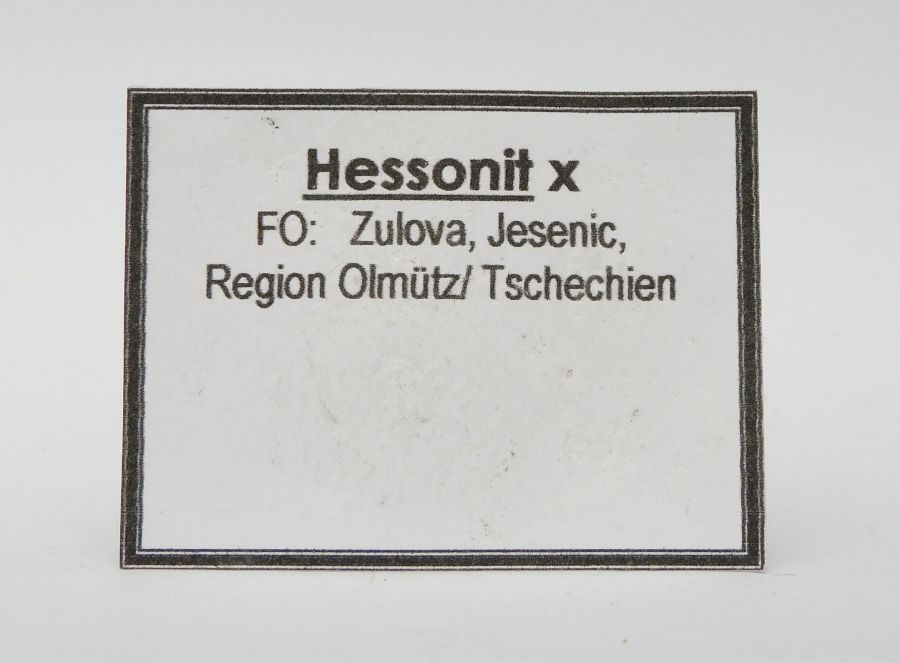 Hessonit x
FO: Zulova, Jesenic,
Region Olmütz/ Tschechien